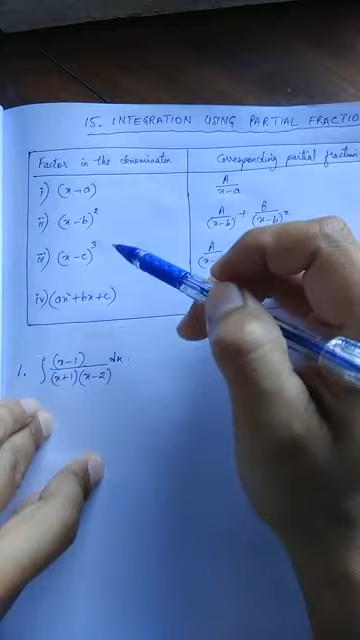 15. INTEGRATION USING PARTIAL FRACTIO
Factor in the denominator
Corresponding partial fraction
i) (x-a)
A/x-a
ii) (x-b)²
A/(x-b) + B/(x-b)²
iii) (x-c)³
A/(x-
iv) (ax²+bx+c)
1. ∫ (x-1)/(x+1)(x-2) dx.